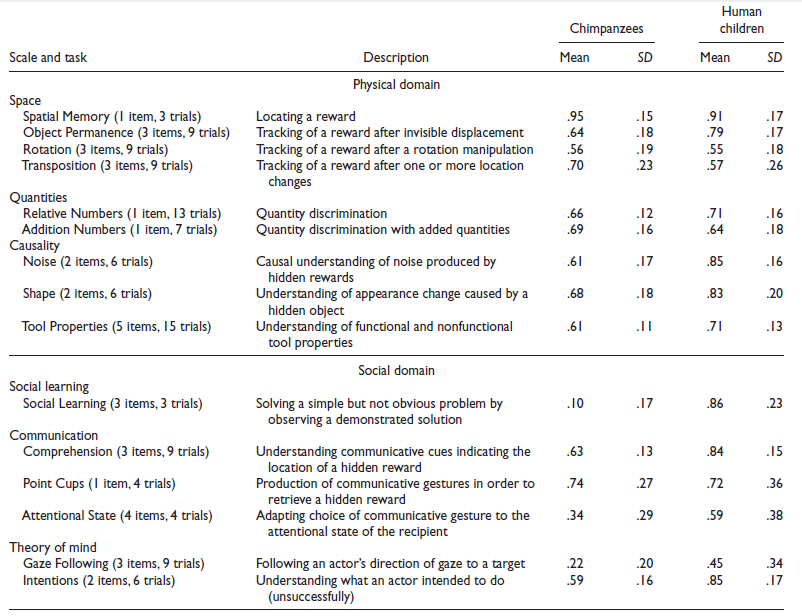 Chimpanzees Human children
Scale and task Description Mean SD Mean SD
Physical domain
Space
Spatial Memory (1 item, 3 trials) Locating a reward .95 .15 .91 .17
Object Permanence (3 items, 9 trials) Tracking of a reward after invisible displacement .64 .18 .79 .17
Rotation (3 items, 9 trials) Tracking of a reward after a rotation manipulation .56 .19 .55 .18
Transposition (3 items, 9 trials) Tracking of a reward after one or more location .70 .23 .57 .26
changes
Quantities
Relative Numbers (1 item, 13 trials) Quantity discrimination .66 .12 .71 .16
Addition Numbers (1 item, 7 trials) Quantity discrimination with added quantities .69 .16 .64 .18
Causality
Noise (2 items, 6 trials) Causal understanding of noise produced by .61 .17 .85 .16
hidden rewards
Shape (2 items, 6 trials) Understanding of appearance change caused by a .68 .18 .83 .20
hidden object
Tool Properties (5 items, 15 trials) Understanding of functional and nonfunctional .61 .11 .71 .13
tool properties
Social domain
Social learning
Social Learning (3 items, 3 trials) Solving a simple but not obvious problem by .10 .17 .86 .23
observing a demonstrated solution
Communication
Comprehension (3 items, 9 trials) Understanding communicative cues indicating the .63 .13 .84 .15
location of a hidden reward
Point Cups (1 item, 4 trials) Production of communicative gestures in order to .74 .27 .72 .36
retrieve a hidden reward
Attentional State (4 items, 4 trials) Adapting choice of communicative gesture to the .34 .29 .59 .38
attentional state of the recipient
Theory of mind
Gaze Following (3 items, 9 trials) Following an actor's direction of gaze to a target .22 .20 .45 .34
Intentions (2 items, 6 trials) Understanding what an actor intended to do .59 .16 .85 .17
(unsuccessfully)